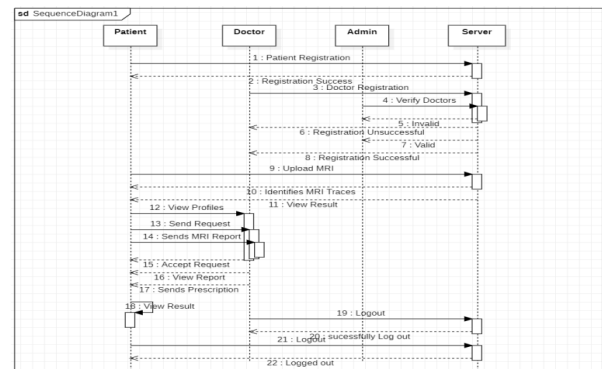 sd SequenceDiagram1
Patient
Doctor
Admin
Server
1 : Patient Registration
2 : Registration Success
3 : Doctor Registration
4 : Verify Doctors
5 : Invalid
6 : Registration Unsuccessful
7 : Valid
8 : Registration Successful
9 : Upload MRI
10 : Identifies MRI Traces
11 : View Result
12 : View Profiles
13 : Send Request
14 : Sends MRI Report
15 : Accept Request
16 : View Report
17 : Sends Prescription
18 : View Result
19 : Logout
20 : sucessfully Log out
21 : Logout
22 : Logged out